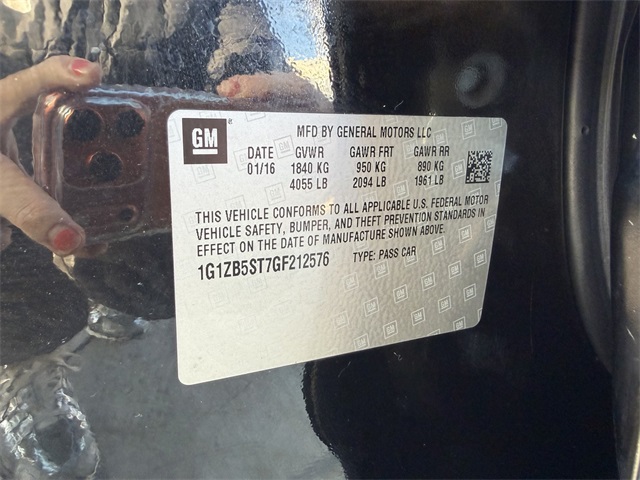 GM
MFD BY GENERAL MOTORS LLC
DATE GVWR GAWR FRT GAWR RR
01/16 1840 KG 950 KG 890 KG
4055 LB 2094 LB 1961 LB
THIS VEHICLE CONFORMS TO ALL APPLICABLE U.S. FEDERAL MOTOR
VEHICLE SAFETY, BUMPER, AND THEFT PREVENTION STANDARDS IN
EFFECT ON THE DATE OF MANUFACTURE SHOWN ABOVE.
1G1ZB5ST7GF212576 TYPE: PASS CAR